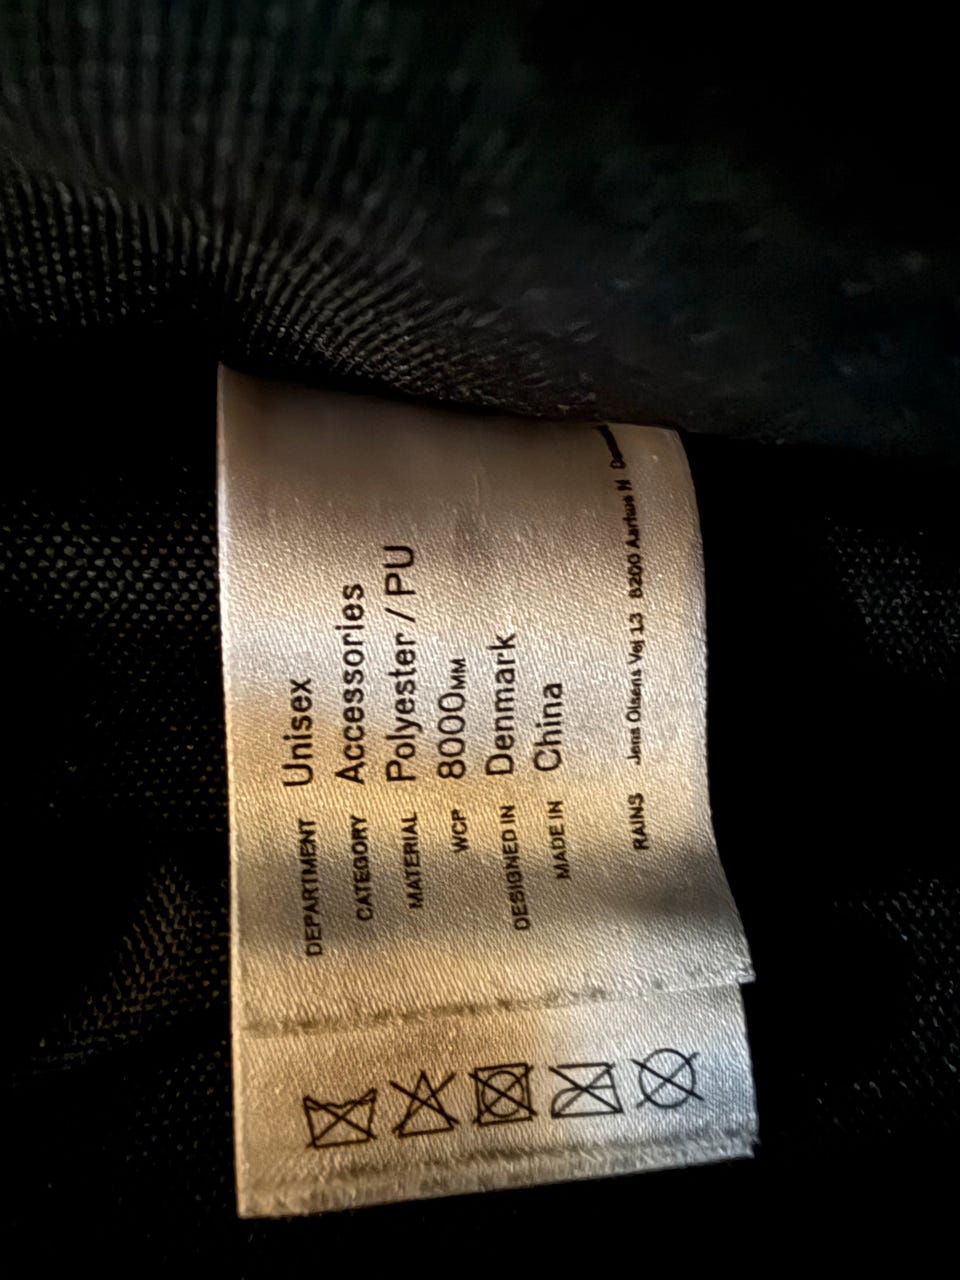 DEPARTMENT Unisex
CATEGORY Accessories
MATERIAL Polyester / PU
WCP 8000MM
DESIGNED IN Denmark
MADE IN China
RAINS Jens Olsens Vej 13 8200 Aarhus N